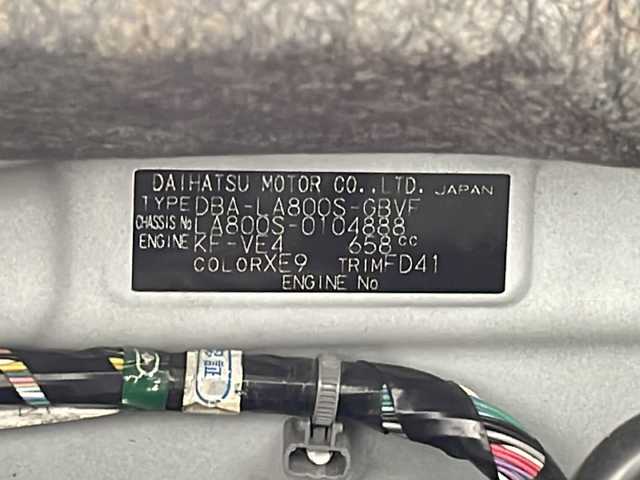 DAIHATSU MOTOR CO.,LTD. JAPAN
TYPE DBA-LA800S-GBVF
CHASSIS No LA800S-0104888
ENGINE KF-VE4 658cc
COLOR XE9 TRIM FD41
ENGINE No